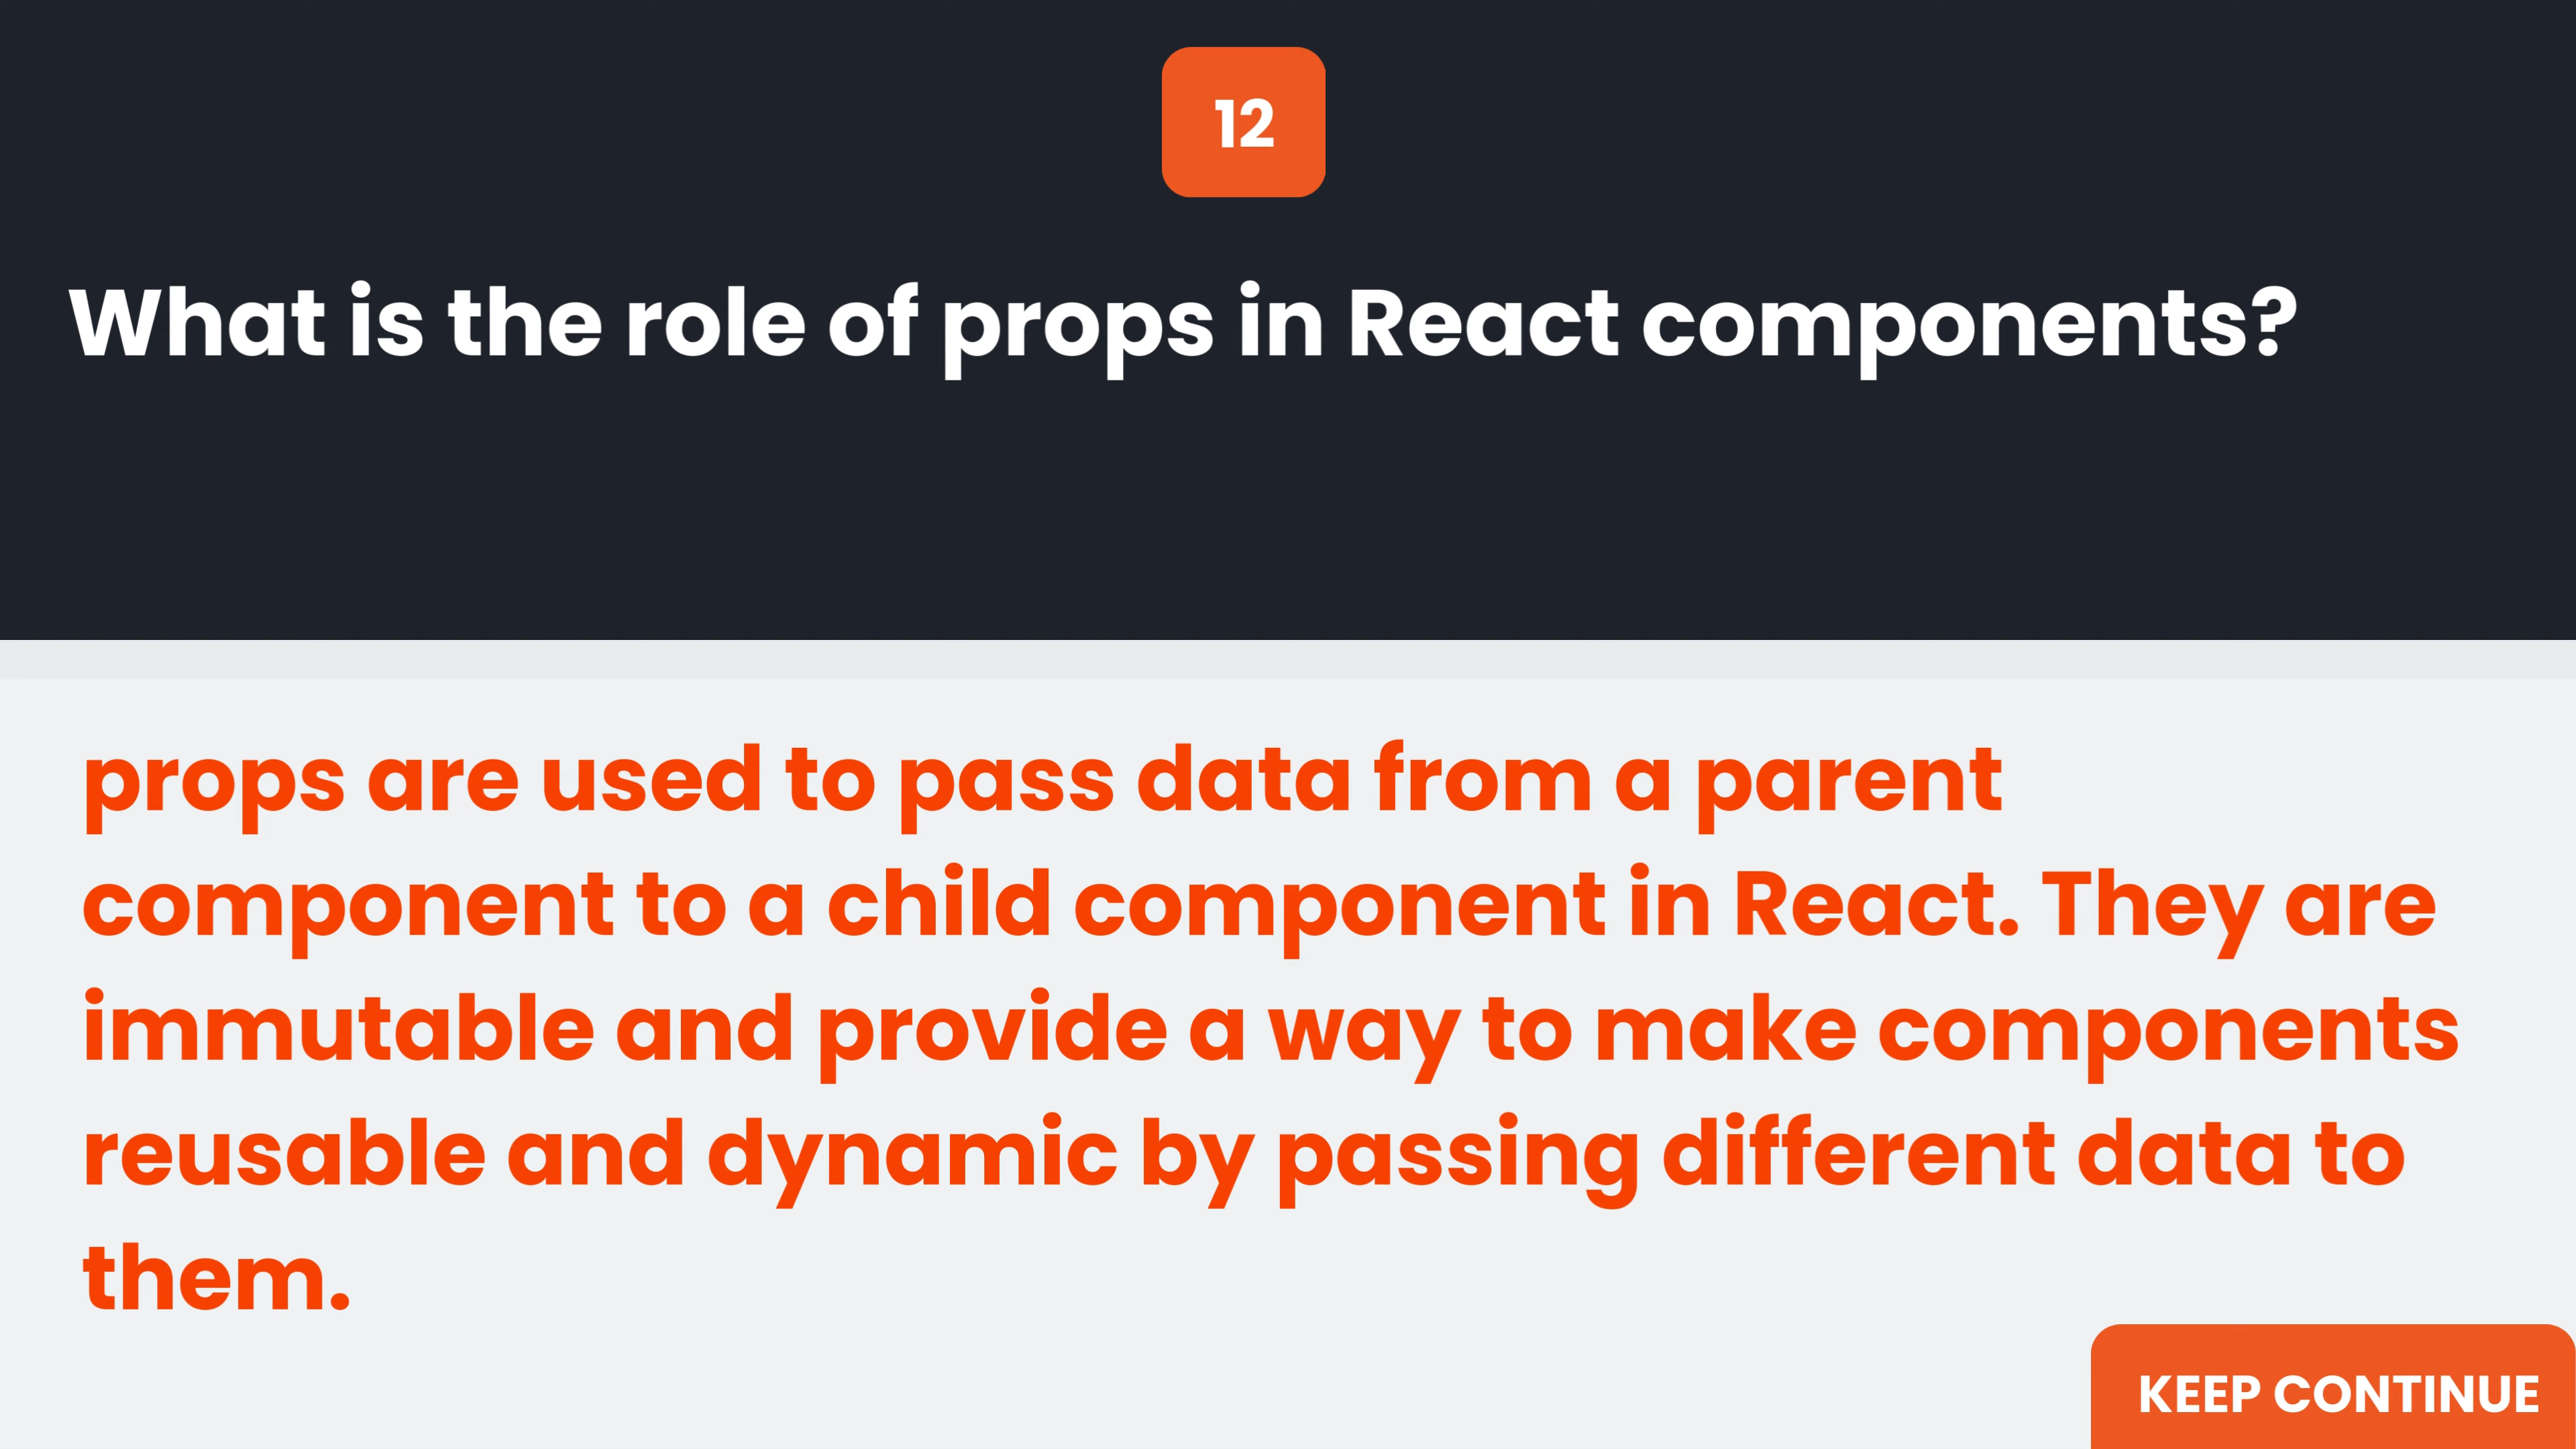 12
What is the role of props in React components?
props are used to pass data from a parent
component to a child component in React. They are
immutable and provide a way to make components
reusable and dynamic by passing different data to
them.
KEEP CONTINUE